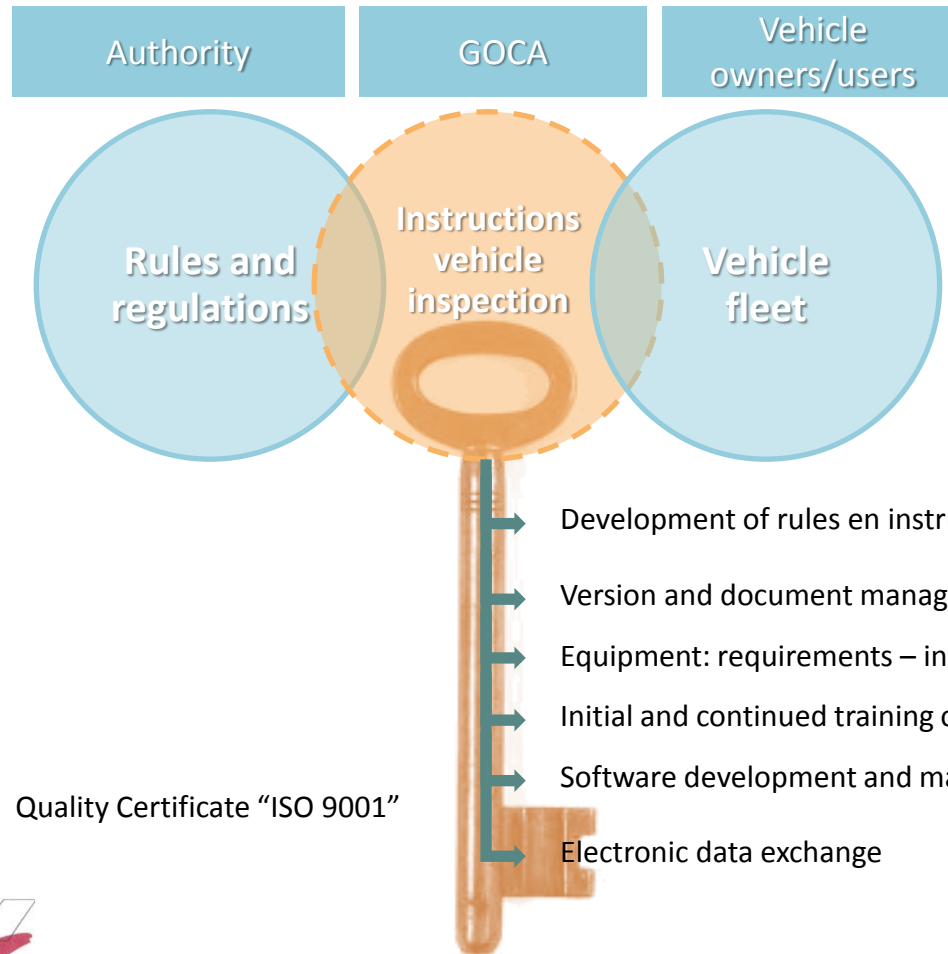 Authority
GOCA
Vehicle
owners/users
Rules and
regulations
Instructions
vehicle
inspection
Vehicle
fleet
Development of rules en instr
Version and document manag
Equipment: requirements – in
Initial and continued training
Software development and ma
Quality Certificate “ISO 9001”
Electronic data exchange